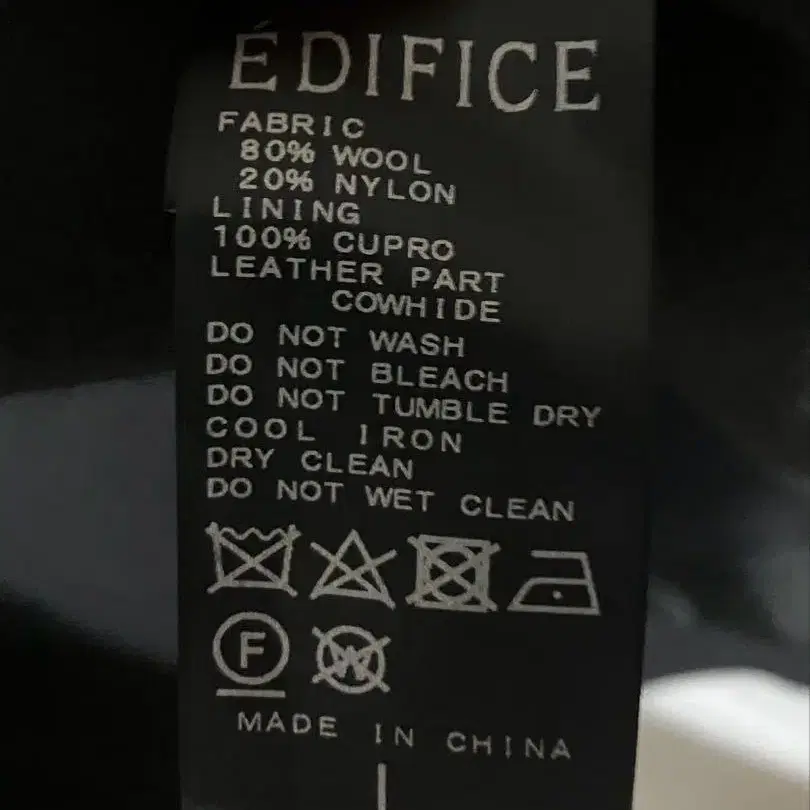 ÉDIFICE
FABRIC
80% WOOL
20% NYLON
LINING
100% CUPRO
LEATHER PART
COWHIDE
DO NOT WASH
DO NOT BLEACH
DO NOT TUMBLE DRY
COOL IRON
DRY CLEAN
DO NOT WET CLEAN
F W
MADE IN CHINA